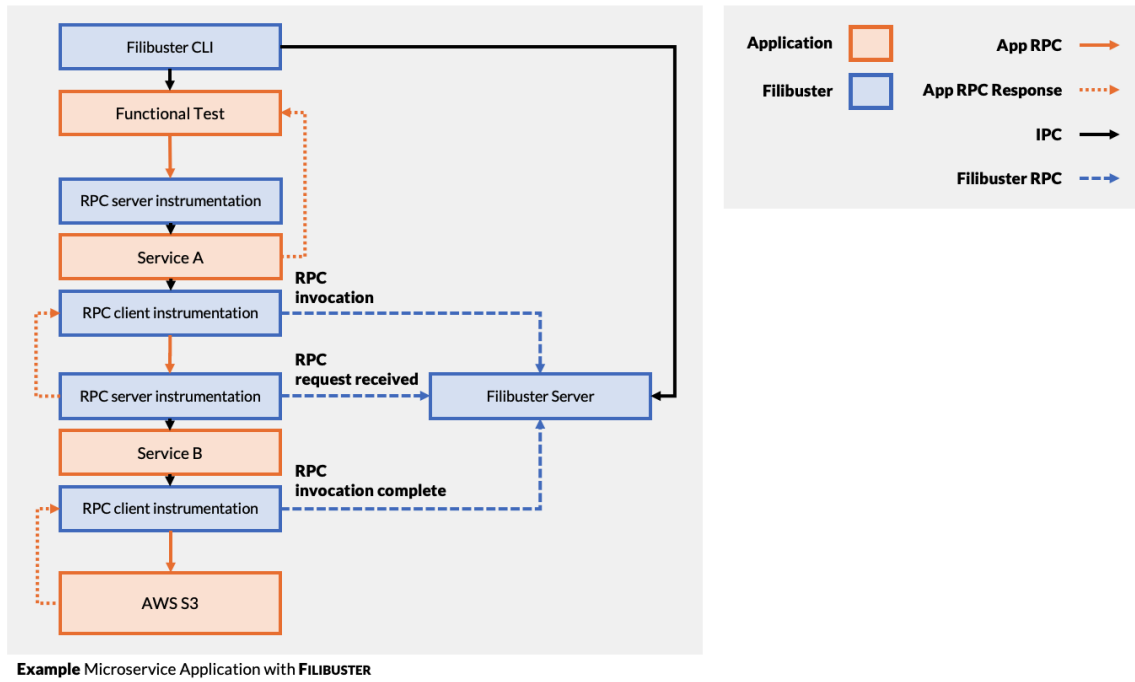 Filibuster CLI
Functional Test
RPC server instrumentation
Service A
RPC
invocation
RPC client instrumentation
RPC
request received
RPC server instrumentation
Filibuster Server
Service B
RPC
invocation complete
RPC client instrumentation
AWS S3
Example Microservice Application with FILIBUSTER
Application
Filibuster
App RPC
App RPC Response
IPC
Filibuster RPC